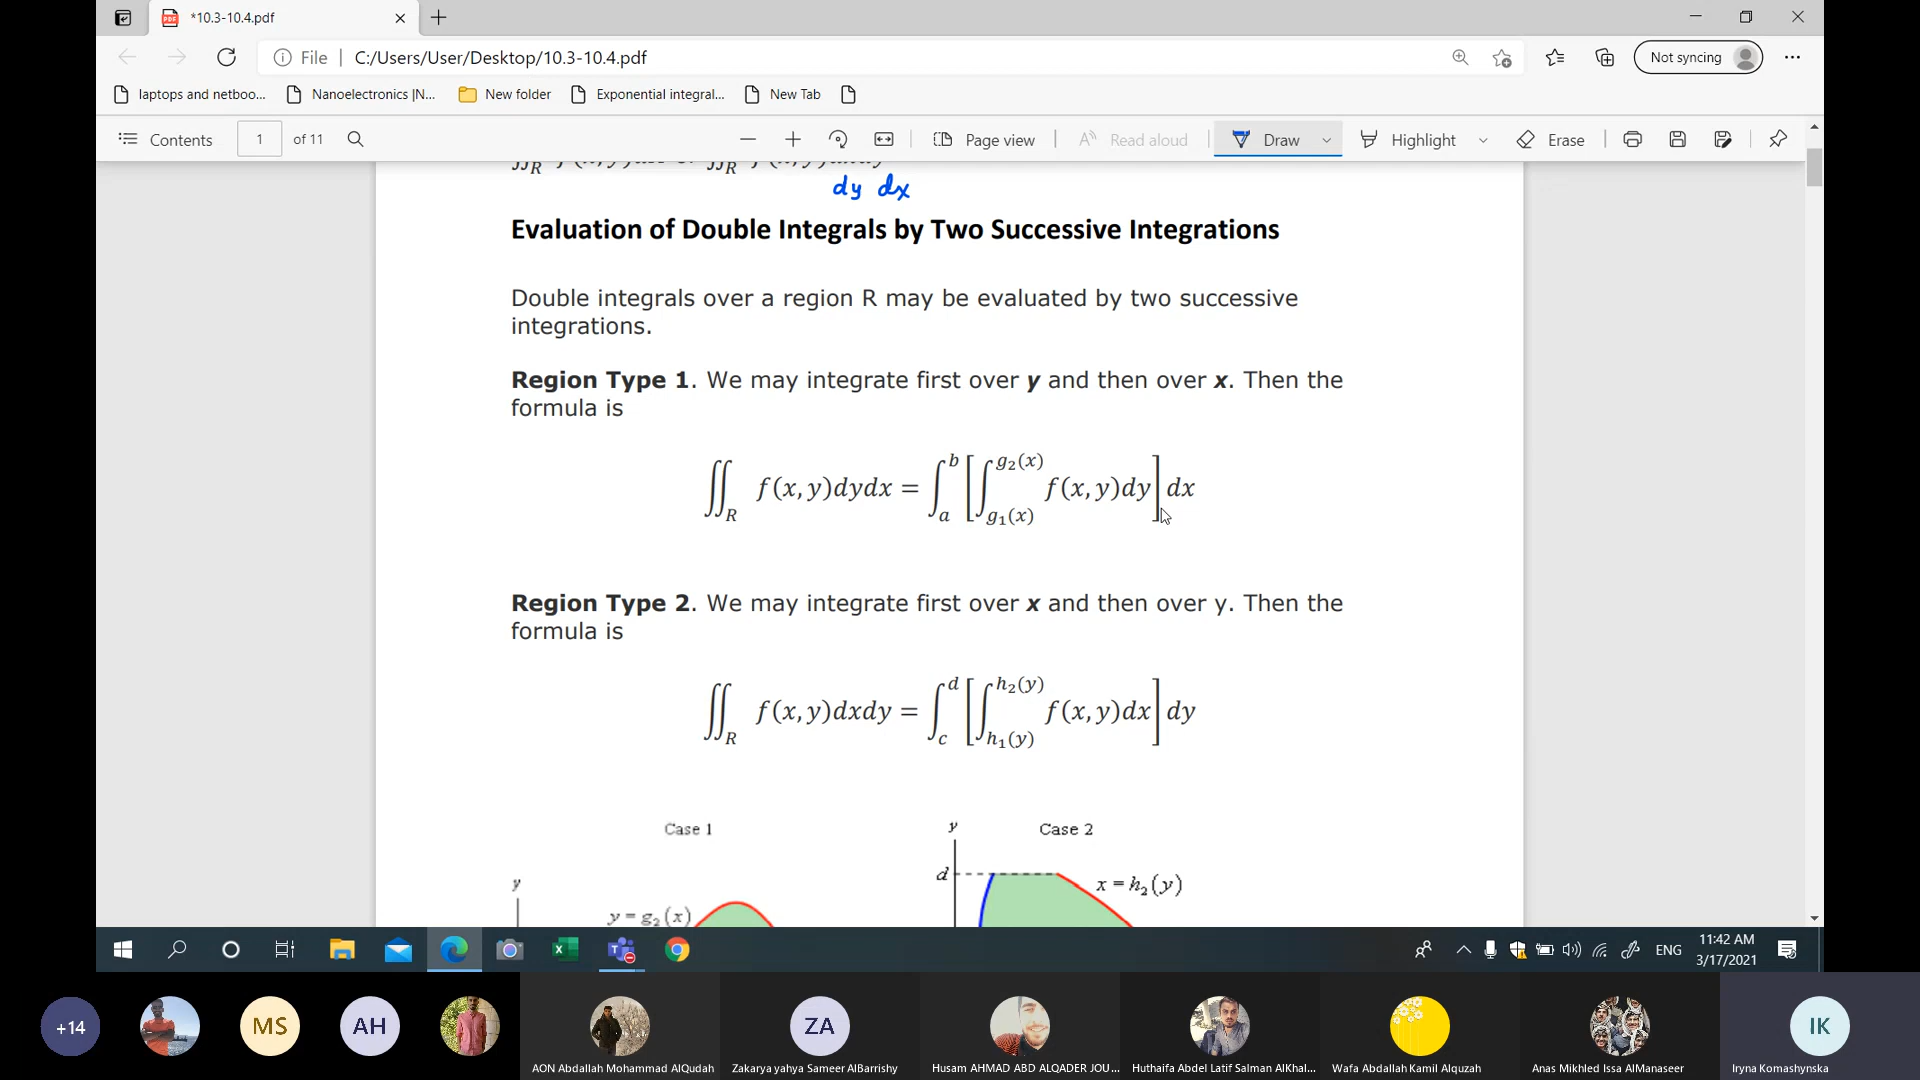 *10.3-10.4.pdf
File | C:/Users/User/Desktop/10.3-10.4.pdf
Not syncing
laptops and netboo...
Nanoelectronics |N...
New folder
Exponential integral...
New Tab
Contents
1
of 11
Page view
Read aloud
Draw
Highlight
Erase
dy dx
Evaluation of Double Integrals by Two Successive Integrations
Double integrals over a region R may be evaluated by two successive
integrations.
Region Type 1. We may integrate first over y and then over x. Then the
formula is
∬_R f(x, y)dydx = ∫_a^b [∫_{g₁(x)}^{g₂(x)} f(x, y)dy] dx
Region Type 2. We may integrate first over x and then over y. Then the
formula is
∬_R f(x, y)dxdy = ∫_c^d [∫_{h₁(y)}^{h₂(y)} f(x, y)dx] dy
Case 1
y
y = g₂(x)
Case 2
y
d
x = h₂(y)
ENG
11:42 AM
3/17/2021
+14
MS
AH
AON Abdallah Mohammad AlQudah
ZA
Zakarya yahya Sameer AlBarrishy
Husam AHMAD ABD ALQADER JOU...
Huthaifa Abdel Latif Salman AlKhal...
Wafa Abdallah Kamil Alquzah
Anas Mikhled Issa AlManaseer
IK
Iryna Komashynska